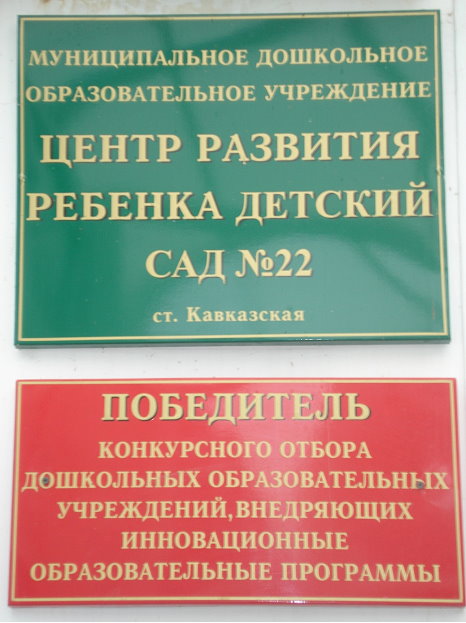 МУНИЦИПАЛЬНОЕ ДОШКОЛЬНОЕ
ОБРАЗОВАТЕЛЬНОЕ УЧРЕЖДЕНИЕ
ЦЕНТР РАЗВИТИЯ
РЕБЕНКА ДЕТСКИЙ
САД №22
ст. Кавказская
ПОБЕДИТЕЛЬ
КОНКУРСНОГО ОТБОРА
ДОШКОЛЬНЫХ ОБРАЗОВАТЕЛЬНЫХ
УЧРЕЖДЕНИЙ, ВНЕДРЯЮЩИХ
ИННОВАЦИОННЫЕ
ОБРАЗОВАТЕЛЬНЫЕ ПРОГРАММЫ